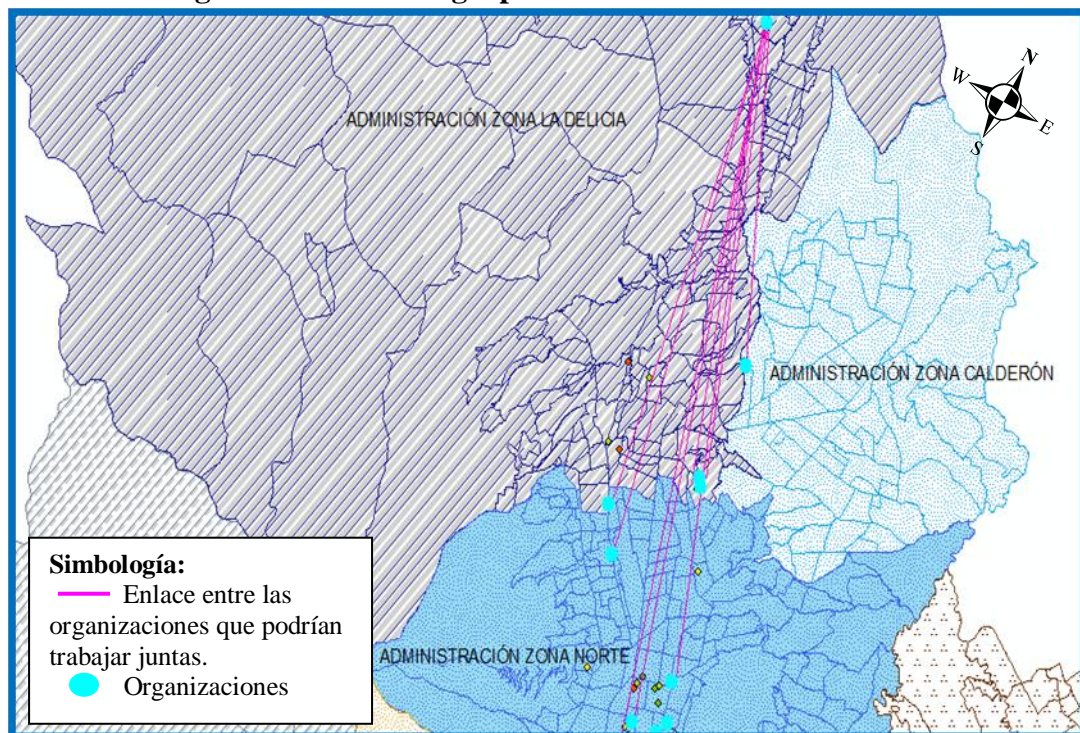 N
W
E
S
ADMINISTRACIÓN ZONA LA DELICIA
ADMINISTRACIÓN ZONA CALDERÓN
ADMINISTRACIÓN ZONA NORTE
Simbología:
Enlace entre las
organizaciones que podrían
trabajar juntas.
Organizaciones